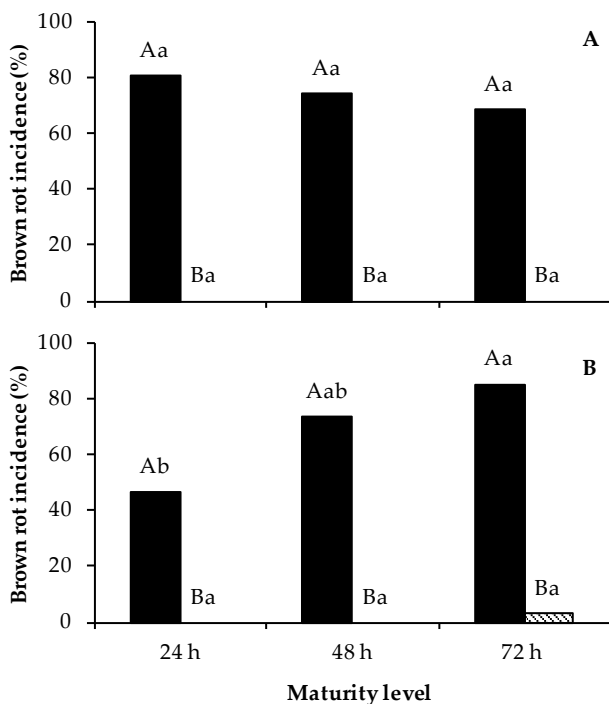 100
80
60
40
20
0
Brown rot incidence (%)
A
Aa
Ba
Aa
Ba
Aa
Ba
100
80
60
40
20
0
Brown rot incidence (%)
B
Ab
Ba
Aab
Ba
Aa
Ba
24 h
48 h
72 h
Maturity level